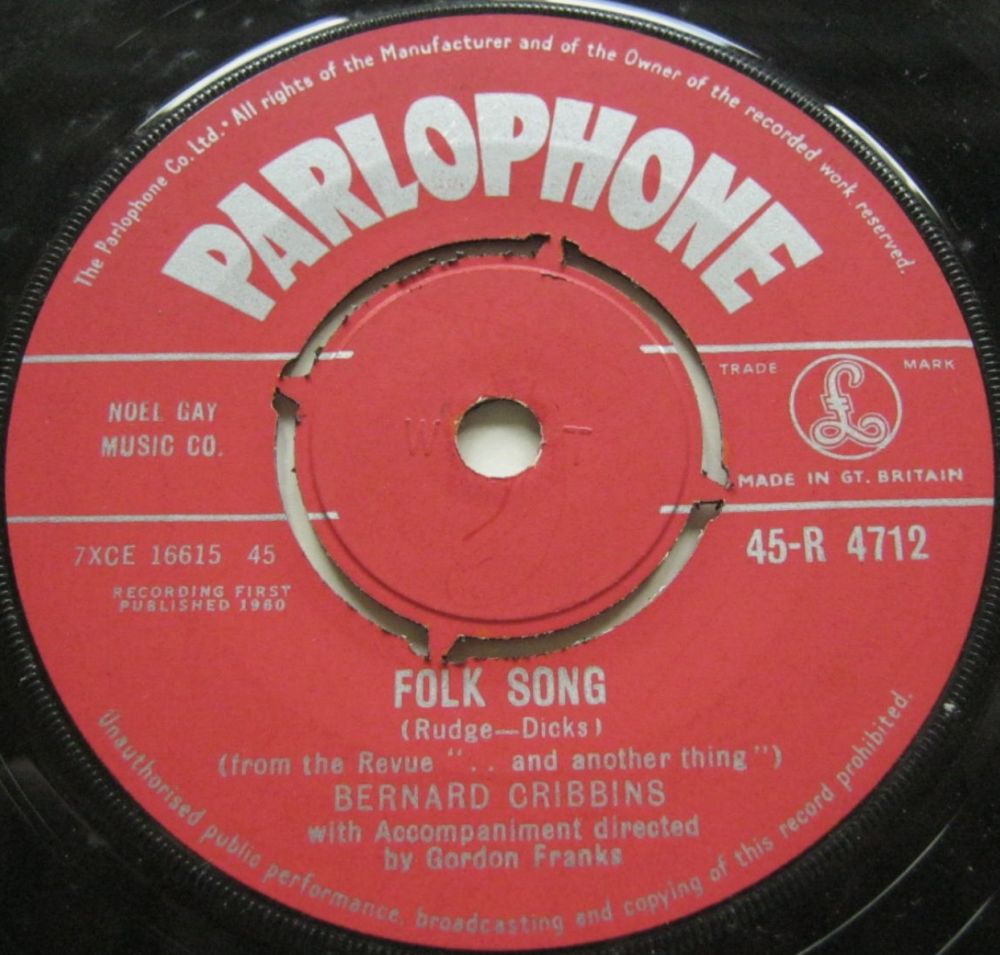 The Parlophone Co. Ltd. • All rights of the Manufacturer and of the Owner of the recorded work reserved.
PARLOPHONE
TRADE £ MARK
NOEL GAY
MUSIC CO.
MADE IN GT. BRITAIN
7XCE 16615 45
45-R 4712
RECORDING FIRST
PUBLISHED 1960
FOLK SONG
(Rudge—Dicks)
(from the Revue ".. and another thing")
BERNARD CRIBBINS
with Accompaniment directed
by Gordon Franks
Unauthorised public performance, broadcasting and copying of this record prohibited.